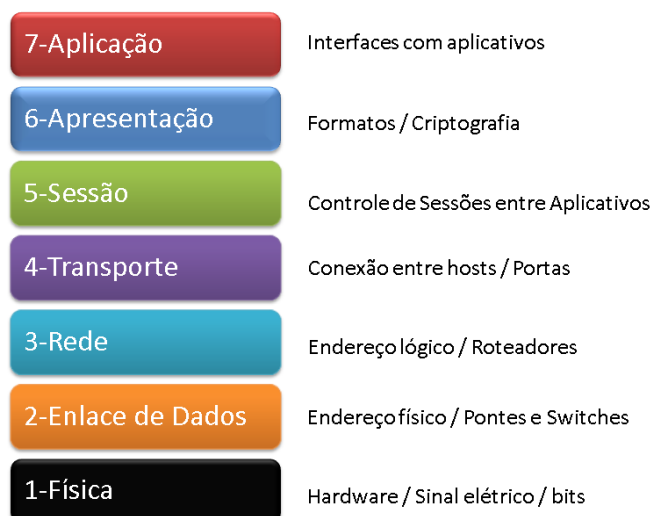 7-Aplicação
Interfaces com aplicativos
6-Apresentação
Formatos / Criptografia
5-Sessão
Controle de Sessões entre Aplicativos
4-Transporte
Conexão entre hosts / Portas
3-Rede
Endereço lógico / Roteadores
2-Enlace de Dados
Endereço físico / Pontes e Switches
1-Física
Hardware / Sinal elétrico / bits